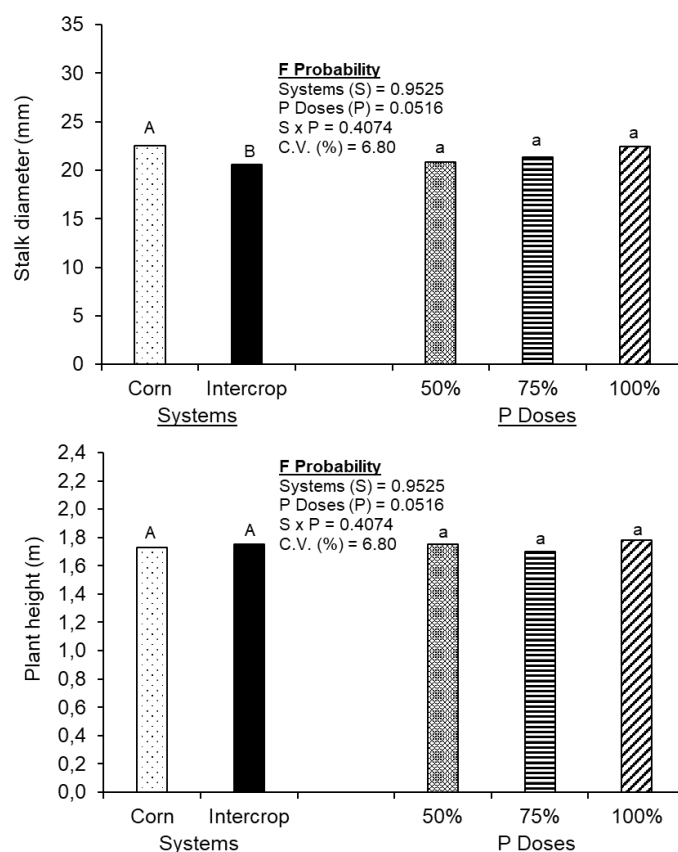 35
30
25
20
15
10
5
0
Stalk diameter (mm)
F Probability
Systems (S) = 0.9525
P Doses (P) = 0.0516
S x P = 0.4074
C.V. (%) = 6.80
A
B
a
a
a
Corn Intercrop 50% 75% 100%
Systems P Doses
2,4
2,2
2,0
1,8
1,6
1,4
1,2
1,0
0,8
0,6
0,4
0,2
0,0
Plant height (m)
F Probability
Systems (S) = 0.9525
P Doses (P) = 0.0516
S x P = 0.4074
C.V. (%) = 6.80
A
A
a
a
a
Corn Intercrop 50% 75% 100%
Systems P Doses